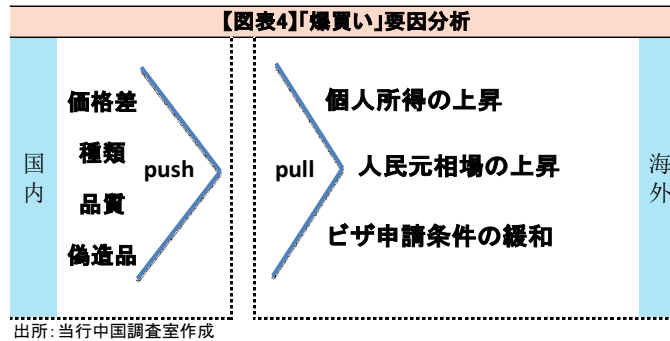 【図表4】「爆買い」要因分析
国内
価格差
種類
品質
偽造品
push
pull
個人所得の上昇
人民元相場の上昇
ビザ申請条件の緩和
海外
出所：当行中国調査室作成